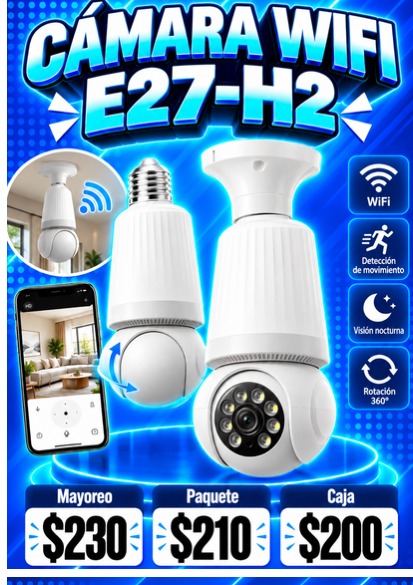 CÁMARA WIFI
E27-H2
WiFi
Detección
de movimiento
Visión nocturna
Rotación
360°
Mayoreo
$230
Paquete
$210
Caja
$200